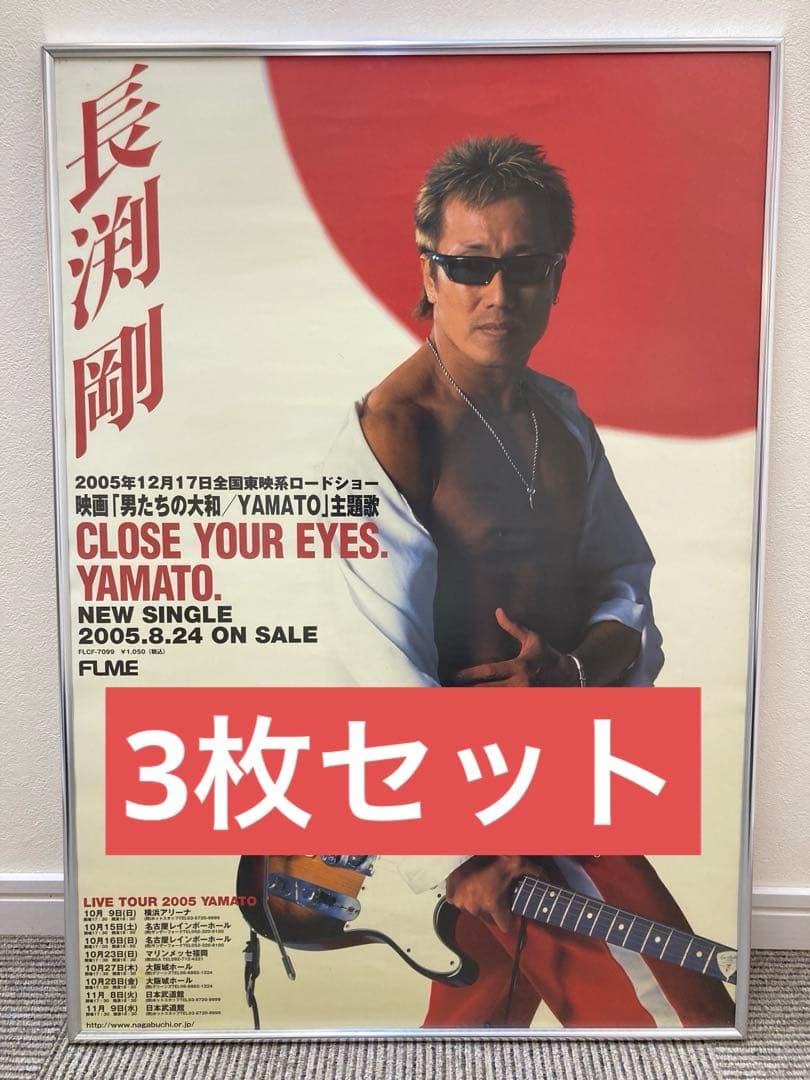 長渕剛
2005年12月17日全国東映系ロードショー
映画「男たちの大和／YAMATO」主題歌
CLOSE YOUR EYES.
YAMATO.
NEW SINGLE
2005.8.24 ON SALE
FLCF-7099 ￥1,050（税込）
FLME
3枚セット
LIVE TOUR 2005 YAMATO
10月 9日(日) 横浜アリーナ
10月15日(土) 名古屋レインボーホール
10月16日(日) 名古屋レインボーホール
10月23日(日) マリンメッセ福岡
10月27日(木) 大阪城ホール
10月28日(金) 大阪城ホール
11月 8日(火) 日本武道館
11月 9日(水) 日本武道館
http://www.nagabuchi.or.jp/